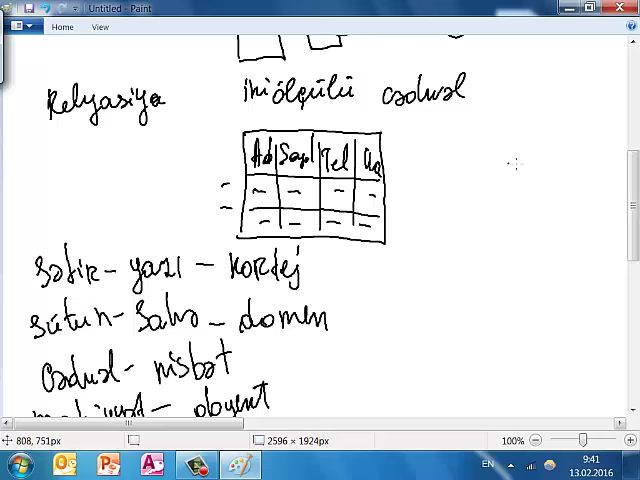 Untitled - Paint
Home View
Relyasiya ikiölçülü cədvəl
Ad Soyad Tel
sətir - yazı - kortej
sütun - sahə - domen
cədvəl - nisbət
808, 751px 2596 × 1924px 100%
EN 9:41
13.02.2016